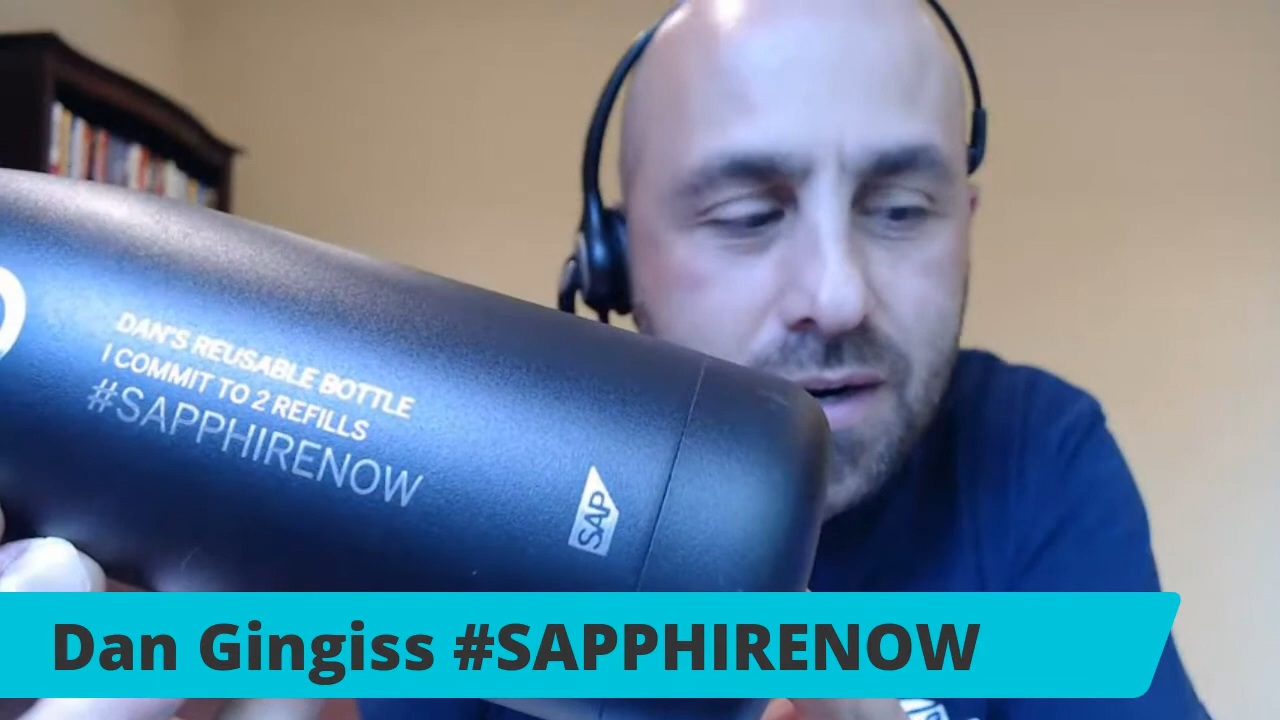 DAN'S REUSABLE BOTTLE
I COMMIT TO 2 REFILLS
#SAPPHIRENOW
SAP
Dan Gingiss #SAPPHIRENOW